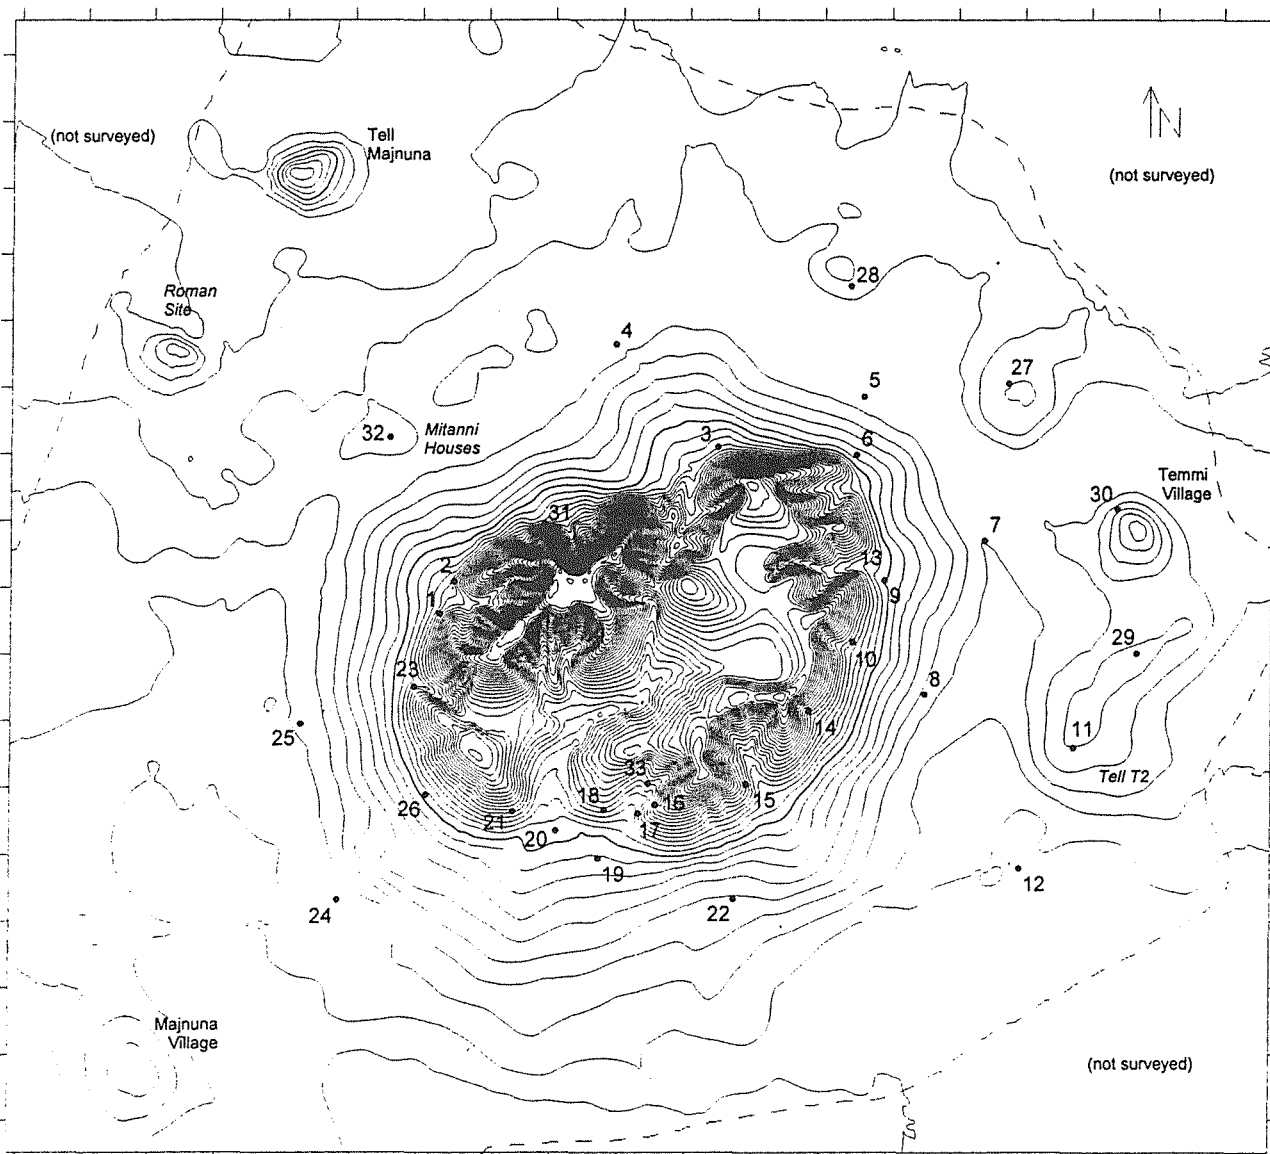 N
(not surveyed)
Tell
Majnuna
(not surveyed)
28
Roman
Site
4
27
5
32
Mitanni
Houses
3
6
Temmi
Village
30
31
7
2
13
9
1
29
10
23
8
14
11
25
Tell T2
33
15
26
18
16
21
17
20
19
12
24
22
Majnuna
Village
(not surveyed)